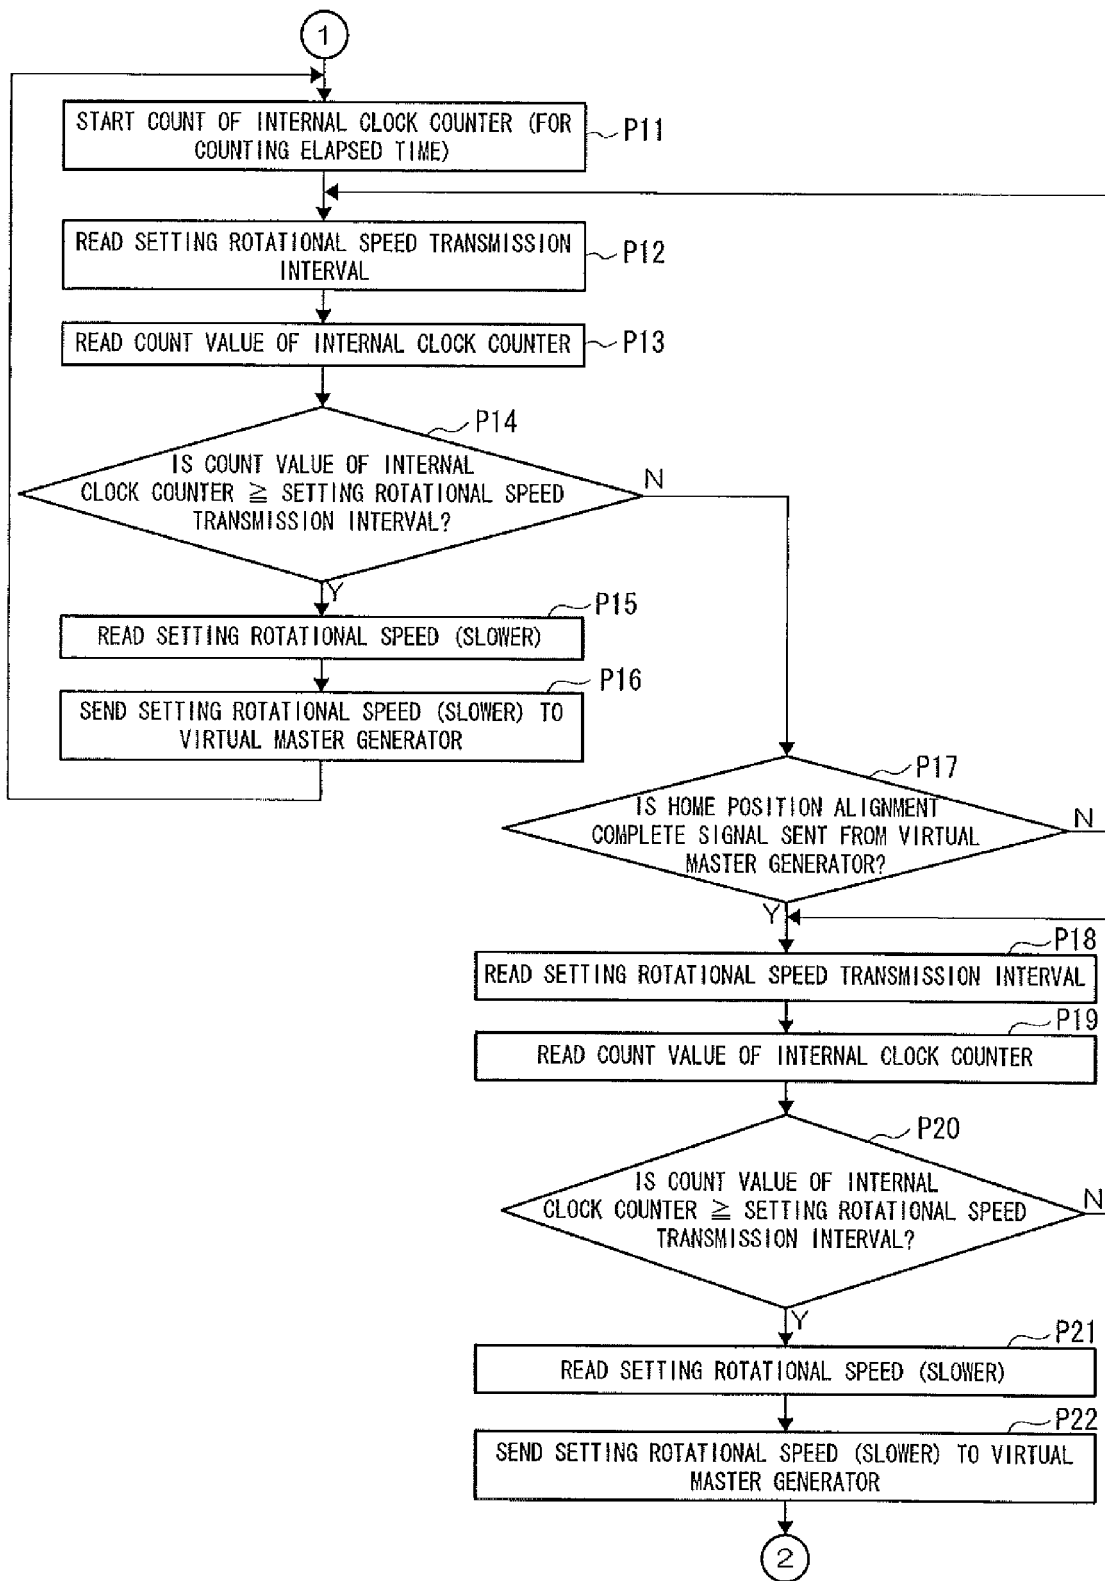 1
START COUNT OF INTERNAL CLOCK COUNTER (FOR
COUNTING ELAPSED TIME)
P11
READ SETTING ROTATIONAL SPEED TRANSMISSION
INTERVAL
P12
READ COUNT VALUE OF INTERNAL CLOCK COUNTER
P13
P14
IS COUNT VALUE OF INTERNAL
CLOCK COUNTER ≧ SETTING ROTATIONAL SPEED
TRANSMISSION INTERVAL?
N
Y
P15
READ SETTING ROTATIONAL SPEED (SLOWER)
P16
SEND SETTING ROTATIONAL SPEED (SLOWER) TO
VIRTUAL MASTER GENERATOR
P17
IS HOME POSITION ALIGNMENT
COMPLETE SIGNAL SENT FROM VIRTUAL
MASTER GENERATOR?
N
Y
P18
READ SETTING ROTATIONAL SPEED TRANSMISSION INTERVAL
P19
READ COUNT VALUE OF INTERNAL CLOCK COUNTER
P20
IS COUNT VALUE OF INTERNAL
CLOCK COUNTER ≧ SETTING ROTATIONAL SPEED
TRANSMISSION INTERVAL?
N
Y
P21
READ SETTING ROTATIONAL SPEED (SLOWER)
P22
SEND SETTING ROTATIONAL SPEED (SLOWER) TO VIRTUAL
MASTER GENERATOR
2